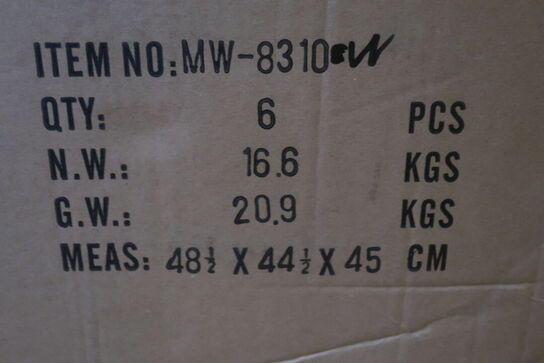 ITEM NO: MW-8310 W
QTY: 6 PCS
N.W.: 16.6 KGS
G.W.: 20.9 KGS
MEAS: 48½ X 44½ X 45 CM